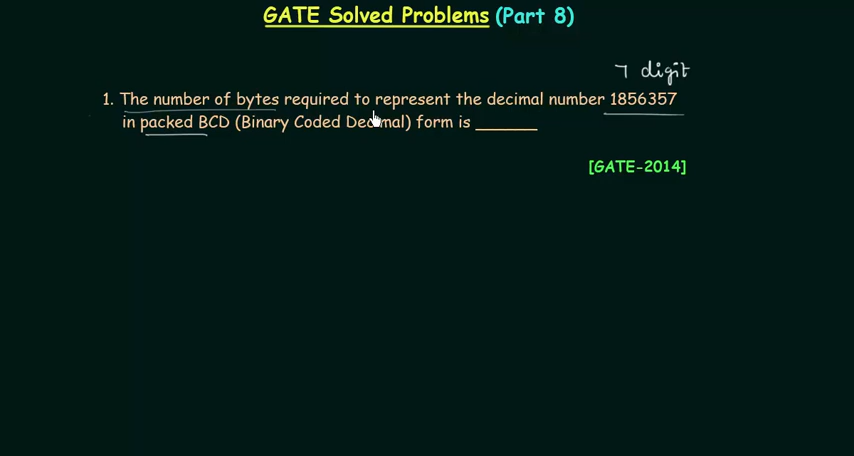 GATE Solved Problems (Part 8)
7 digit
1. The number of bytes required to represent the decimal number 1856357
in packed BCD (Binary Coded Decimal) form is ______
[GATE-2014]